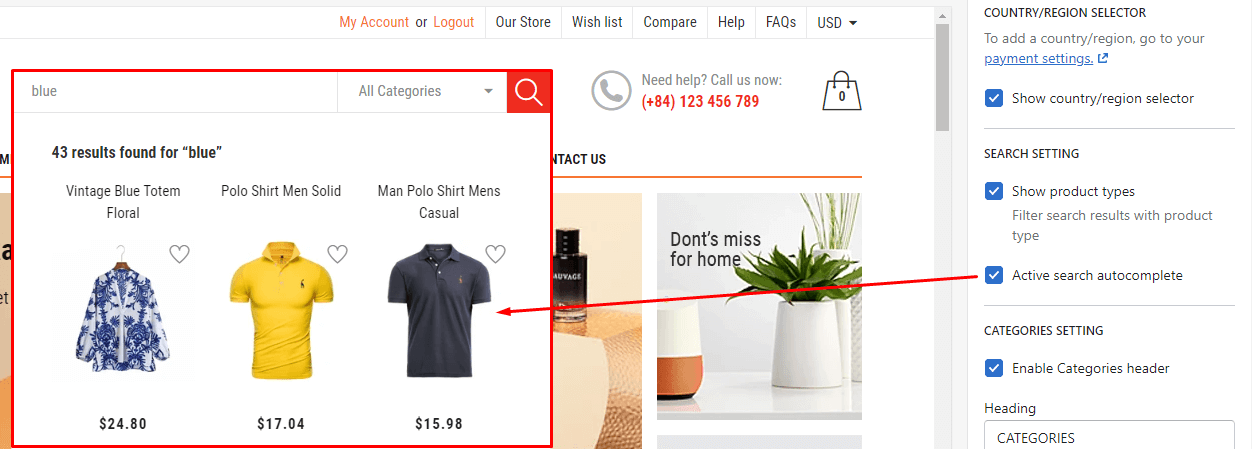 My Account or Logout
Our Store
Wish list
Compare
Help
FAQs
USD
blue
All Categories
Need help? Call us now:
(+84) 123 456 789
0
NTACT US
43 results found for “blue”
Vintage Blue Totem
Floral
Polo Shirt Men Solid
Man Polo Shirt Mens
Casual
$24.80
$17.04
$15.98
SAUVAGE
Dont's miss
for home
COUNTRY/REGION SELECTOR
To add a country/region, go to your
payment settings.
Show country/region selector
SEARCH SETTING
Show product types
Filter search results with product
type
Active search autocomplete
CATEGORIES SETTING
Enable Categories header
Heading
CATEGORIES